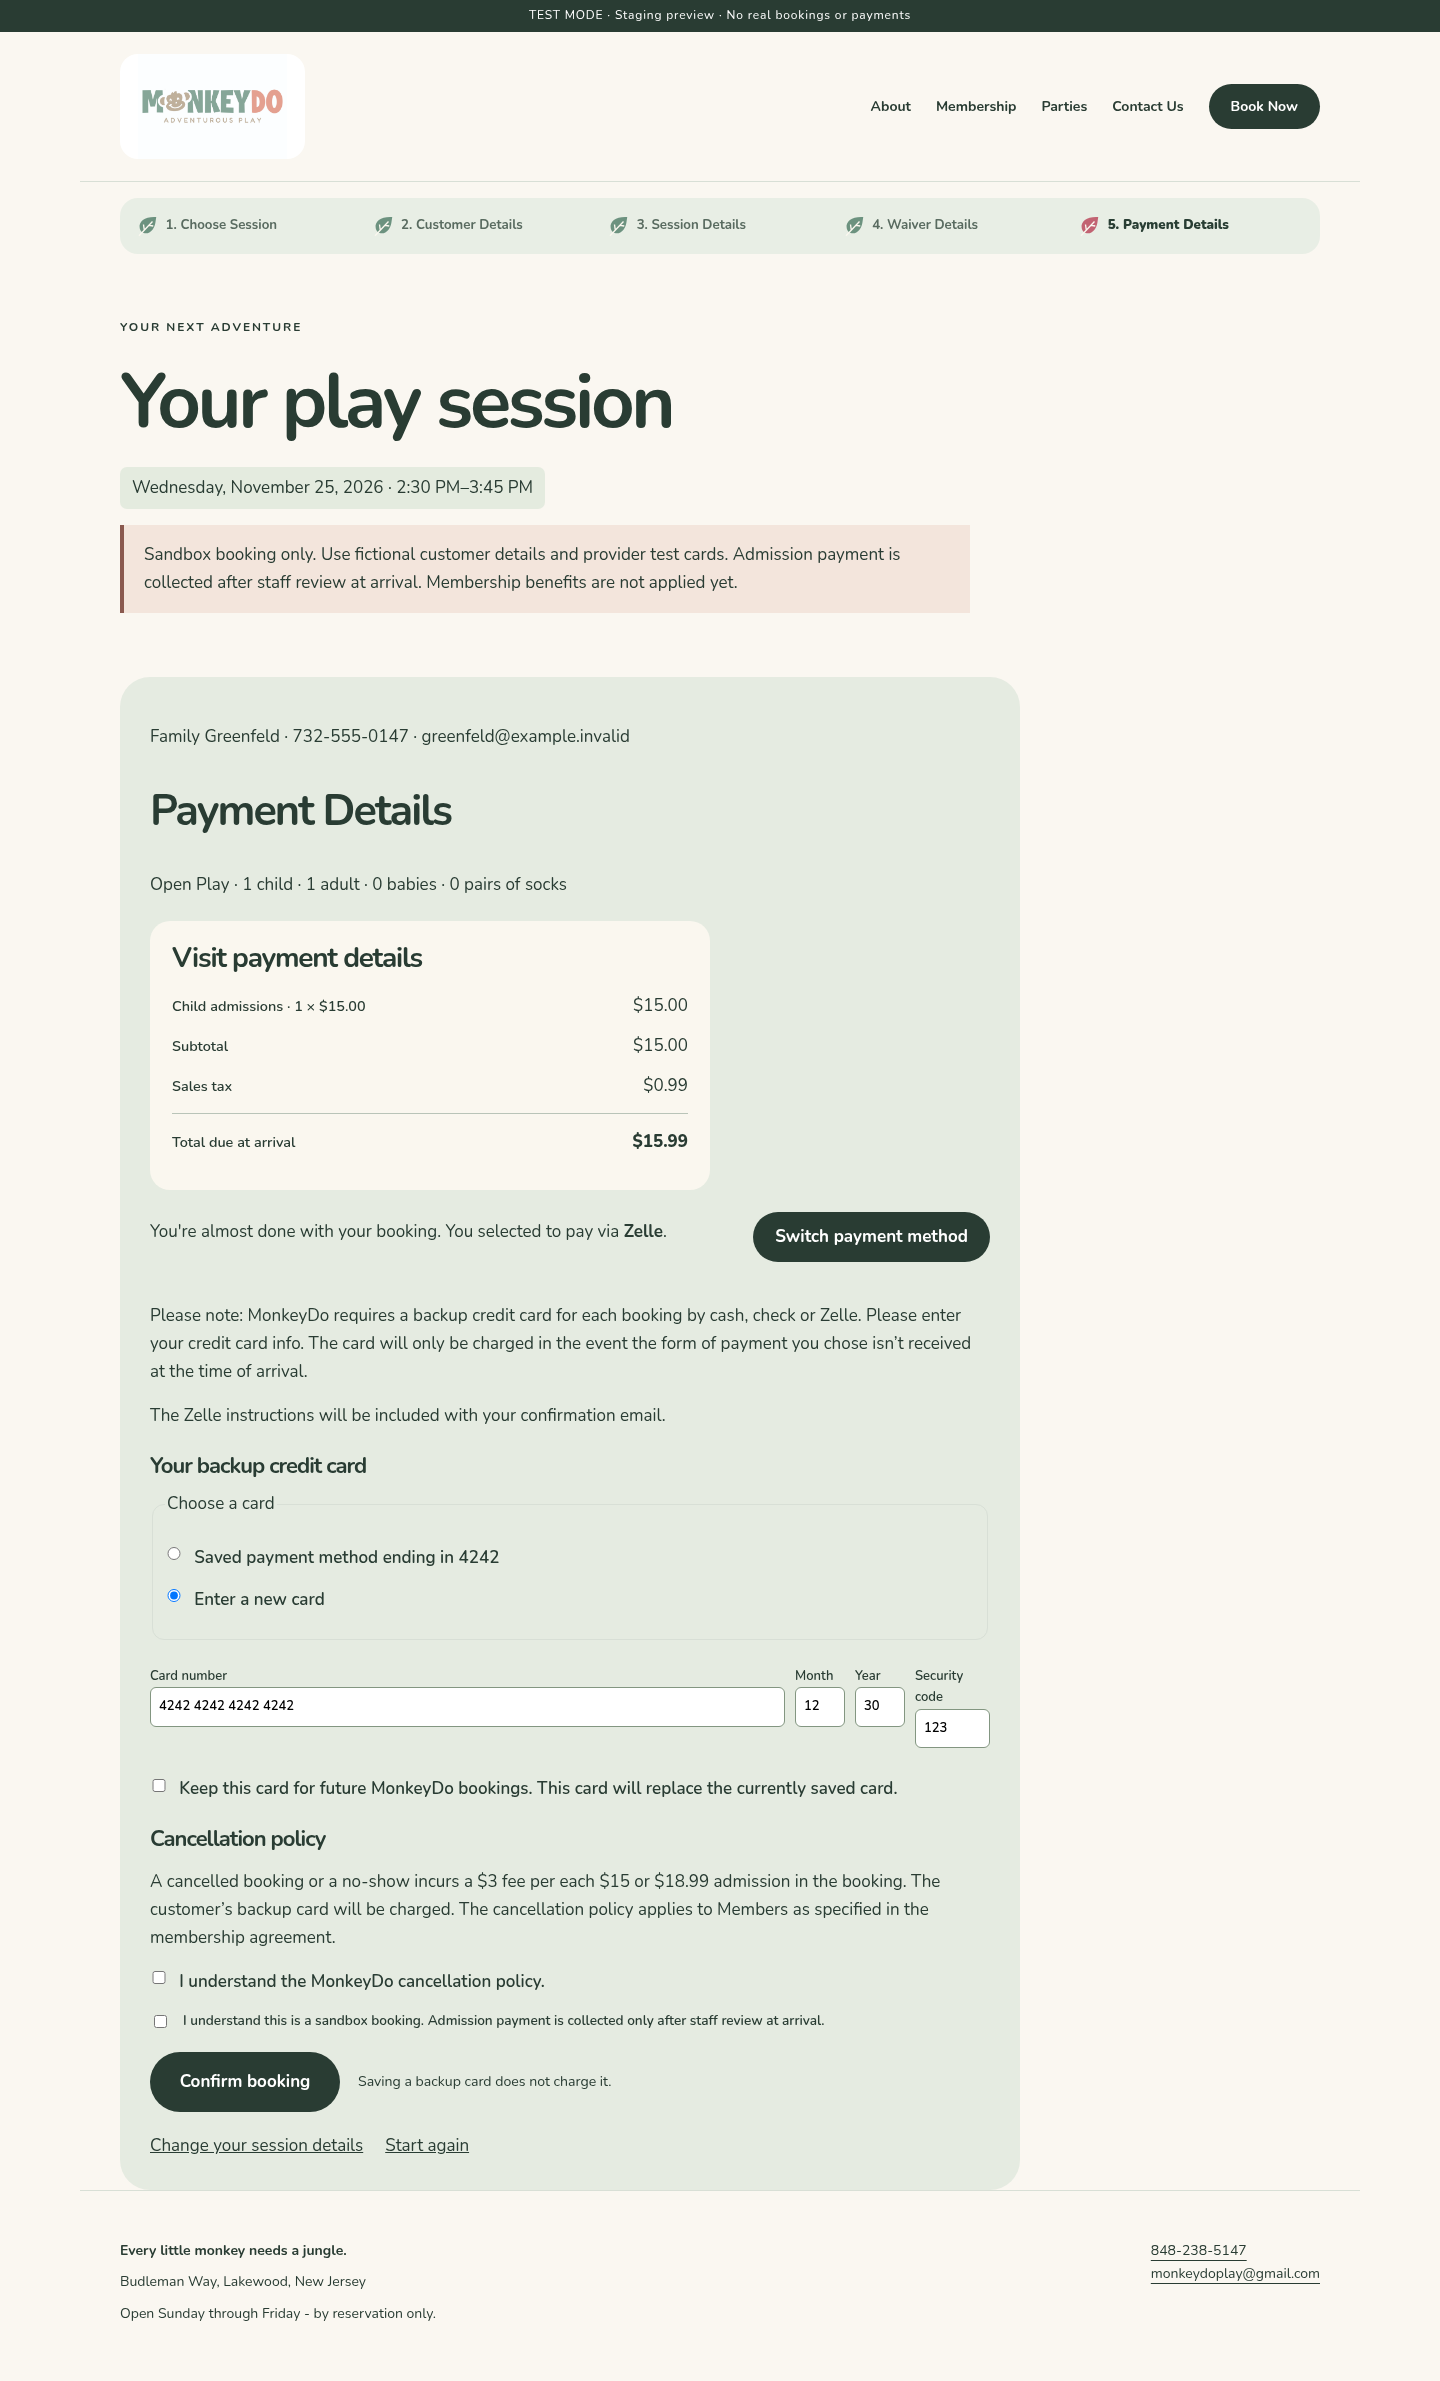 TEST MODE · Staging preview · No real bookings or payments
MONKEYDO
ADVENTUROUS PLAY
About Membership Parties Contact Us Book Now
1. Choose Session 2. Customer Details 3. Session Details 4. Waiver Details 5. Payment Details
YOUR NEXT ADVENTURE
Your play session
Wednesday, November 25, 2026 · 2:30 PM–3:45 PM
Sandbox booking only. Use fictional customer details and provider test cards. Admission payment is
collected after staff review at arrival. Membership benefits are not applied yet.
Family Greenfeld · 732-555-0147 · greenfeld@example.invalid
Payment Details
Open Play · 1 child · 1 adult · 0 babies · 0 pairs of socks
Visit payment details
Child admissions · 1 × $15.00 $15.00
Subtotal $15.00
Sales tax $0.99
Total due at arrival $15.99
You're almost done with your booking. You selected to pay via Zelle.
Switch payment method
Please note: MonkeyDo requires a backup credit card for each booking by cash, check or Zelle. Please enter
your credit card info. The card will only be charged in the event the form of payment you chose isn’t received
at the time of arrival.
The Zelle instructions will be included with your confirmation email.
Your backup credit card
Choose a card
Saved payment method ending in 4242
Enter a new card
Card number Month Year Security code
4242 4242 4242 4242 12 30 123
Keep this card for future MonkeyDo bookings. This card will replace the currently saved card.
Cancellation policy
A cancelled booking or a no-show incurs a $3 fee per each $15 or $18.99 admission in the booking. The
customer’s backup card will be charged. The cancellation policy applies to Members as specified in the
membership agreement.
I understand the MonkeyDo cancellation policy.
I understand this is a sandbox booking. Admission payment is collected only after staff review at arrival.
Confirm booking Saving a backup card does not charge it.
Change your session details Start again
Every little monkey needs a jungle.
Budleman Way, Lakewood, New Jersey
Open Sunday through Friday - by reservation only.
848-238-5147
monkeydoplay@gmail.com